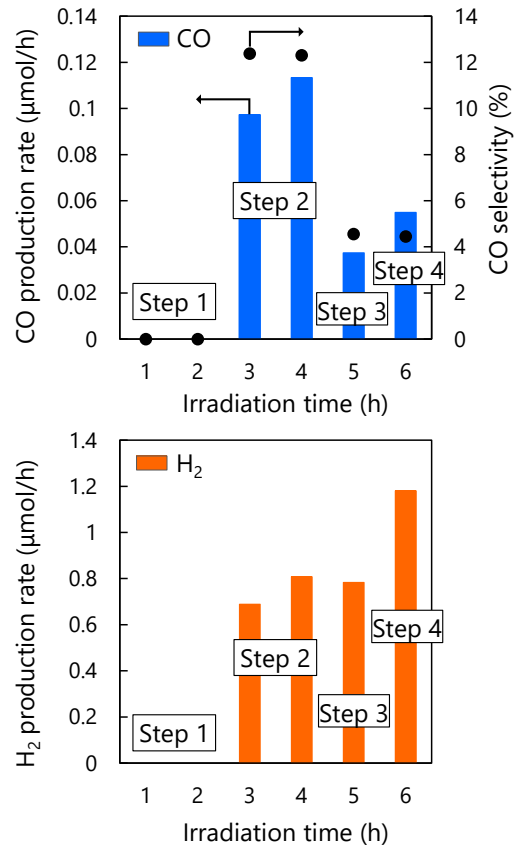 CO
CO production rate (μmol/h)
0.14
0.12
0.1
0.08
0.06
0.04
0.02
0
14
12
10
8
6
4
2
0
CO selectivity (%)
Step 1
Step 2
Step 3
Step 4
1 2 3 4 5 6
Irradiation time (h)
H₂
H₂ production rate (μmol/h)
1.4
1.2
1
0.8
0.6
0.4
0.2
0
Step 1
Step 2
Step 3
Step 4
1 2 3 4 5 6
Irradiation time (h)